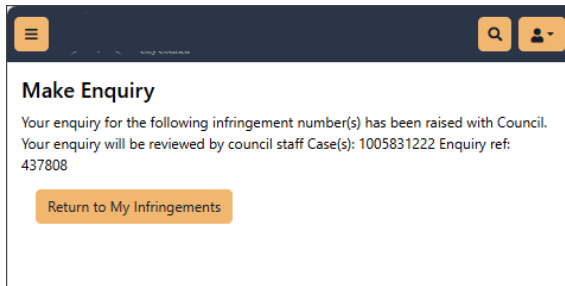 Make Enquiry
Your enquiry for the following infringement number(s) has been raised with Council.
Your enquiry will be reviewed by council staff Case(s): 1005831222 Enquiry ref:
437808
Return to My Infringements